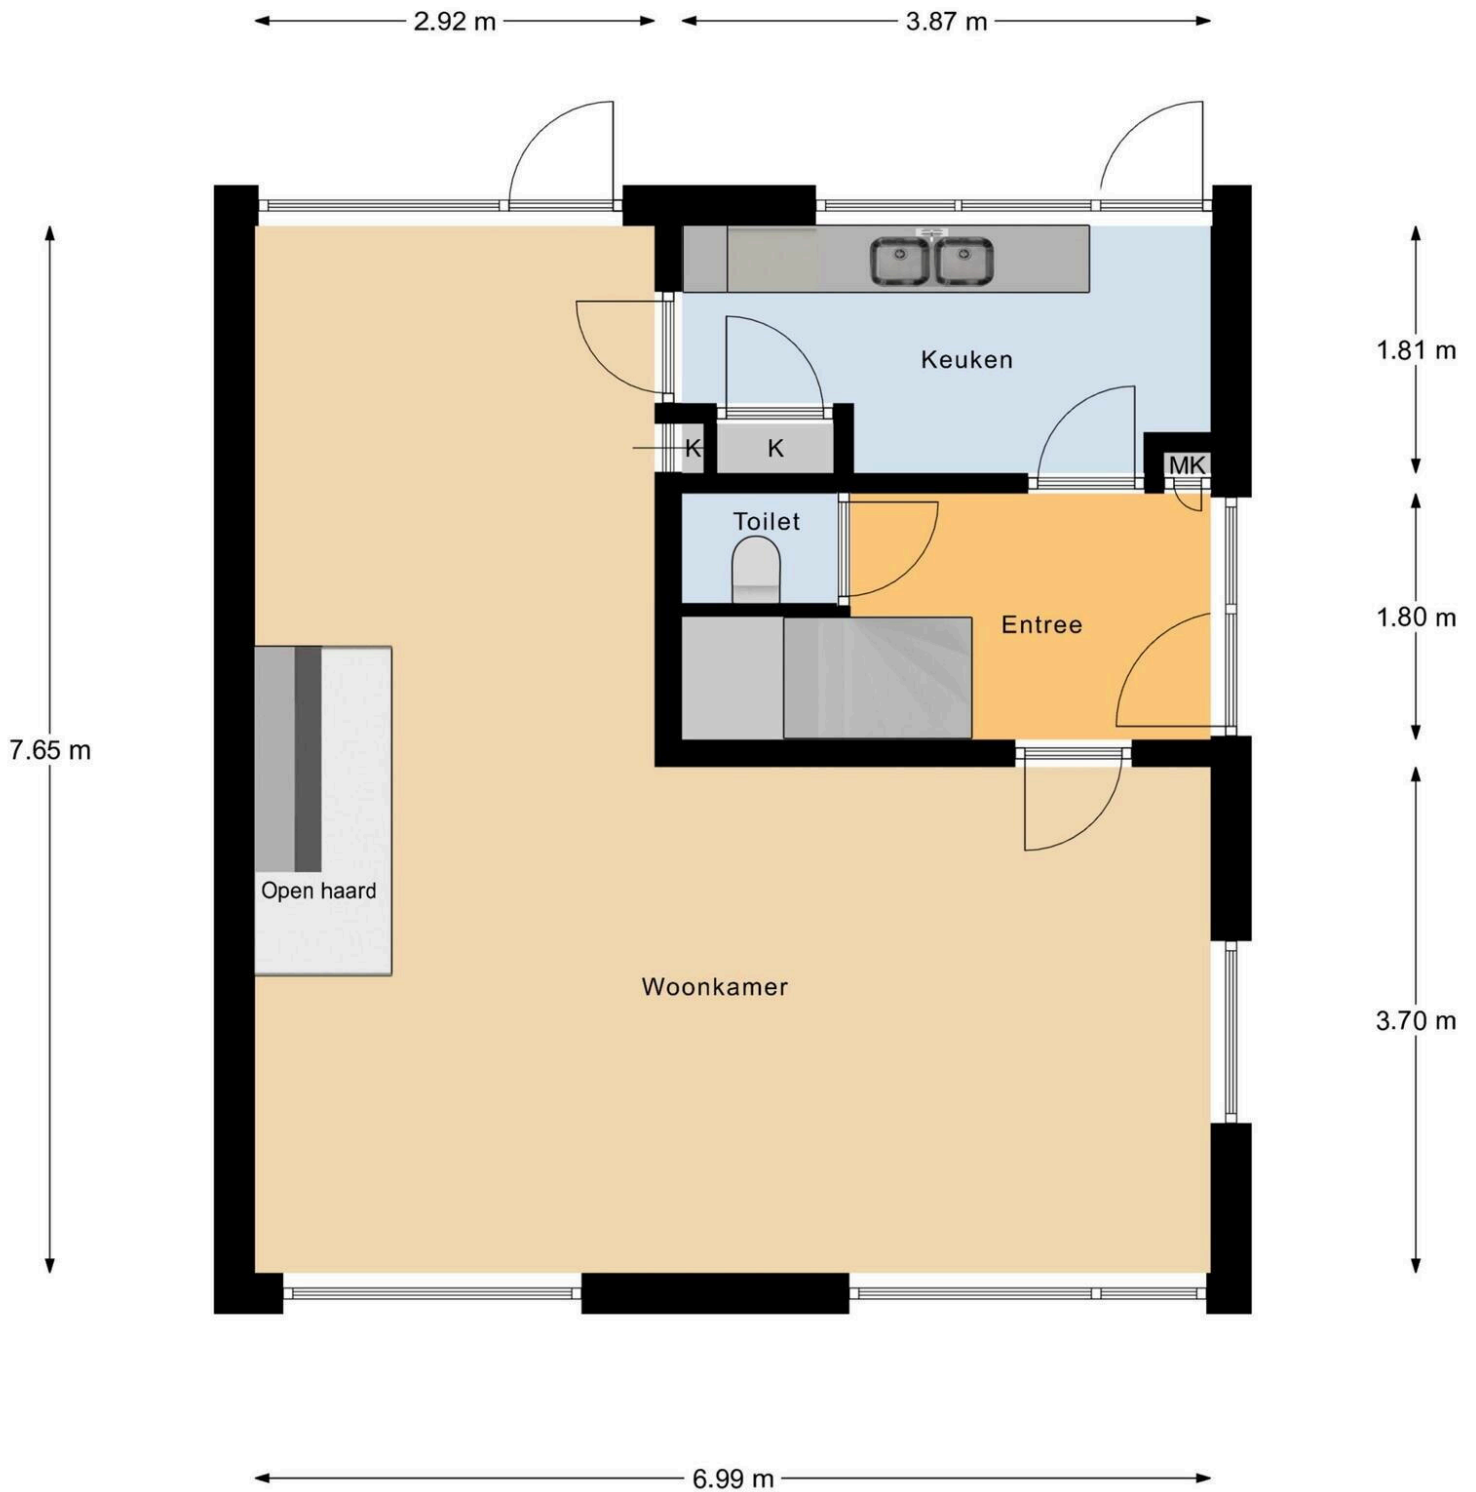 2.92 m
3.87 m
1.81 m
Keuken
K
K
MK
Toilet
1.80 m
Entree
7.65 m
Open haard
Woonkamer
3.70 m
6.99 m